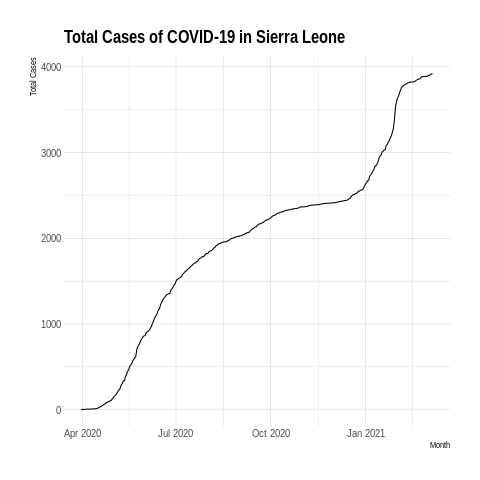 Total Cases of COVID-19 in Sierra Leone
Total Cases
4000
3000
2000
1000
0
Apr 2020 Jul 2020 Oct 2020 Jan 2021
Month